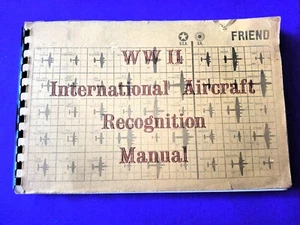 FRIEND
WW II
International Aircraft
Recognition
Manual